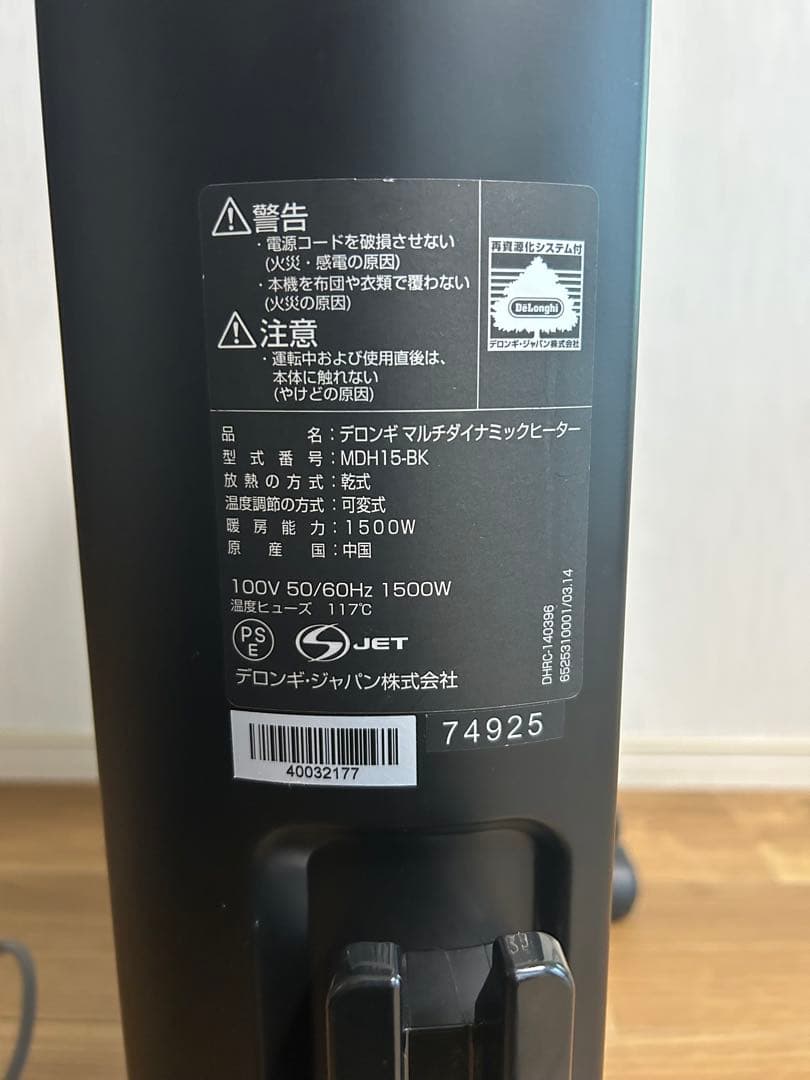 警告
・電源コードを破損させない
(火災・感電の原因)
・本機を布団や衣類で覆わない
(火災の原因)
注意
・運転中および使用直後は、
本体に触れない
(やけどの原因)
再資源化システム付
DeLonghi
デロンギ・ジャパン株式会社
品名:デロンギ マルチダイナミックヒーター
型式番号:MDH15-BK
放熱の方式:乾式
温度調節の方式:可変式
暖房能力:1500W
原産国:中国
100V 50/60Hz 1500W
温度ヒューズ 117℃
PSE
JET
デロンギ・ジャパン株式会社
DHRC-140396
6525310001/03.14
40032177
74925